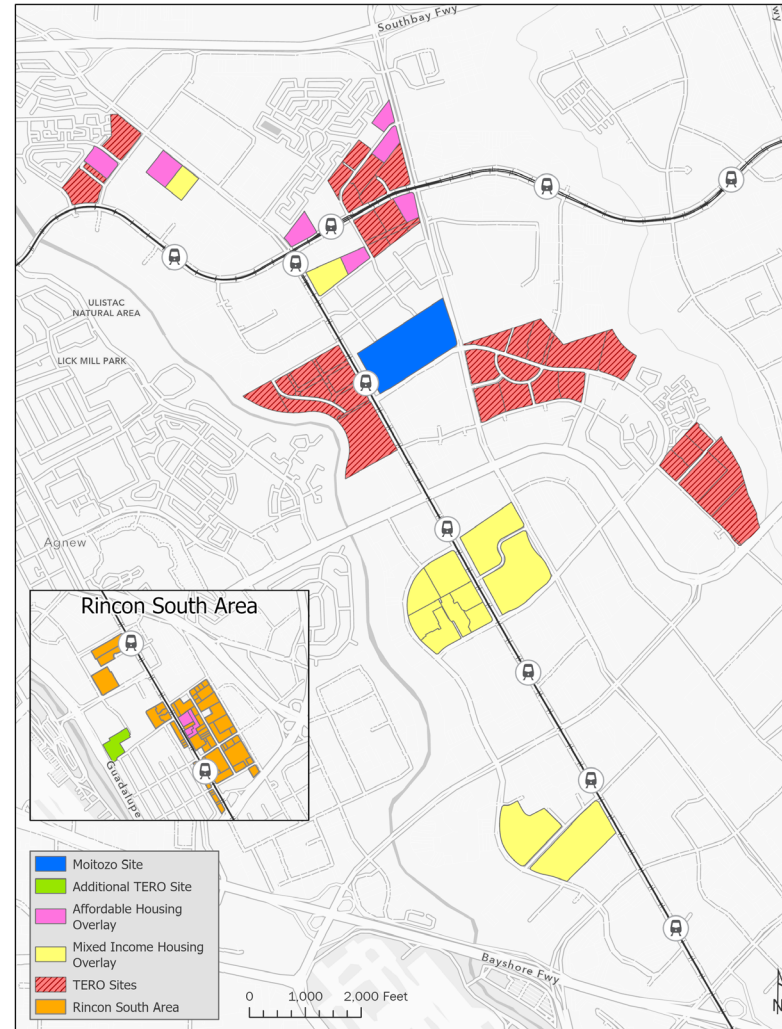 Southbay Fwy
wy
ULISTAC
NATURAL AREA
LICK MILL PARK
Agnew
Rincon South Area
Guadalupe
Moitozo Site
Additional TERO Site
Affordable Housing
Overlay
Mixed Income Housing
Overlay
TERO Sites
Rincon South Area
0 1,000 2,000 Feet
Bayshore Fwy
N